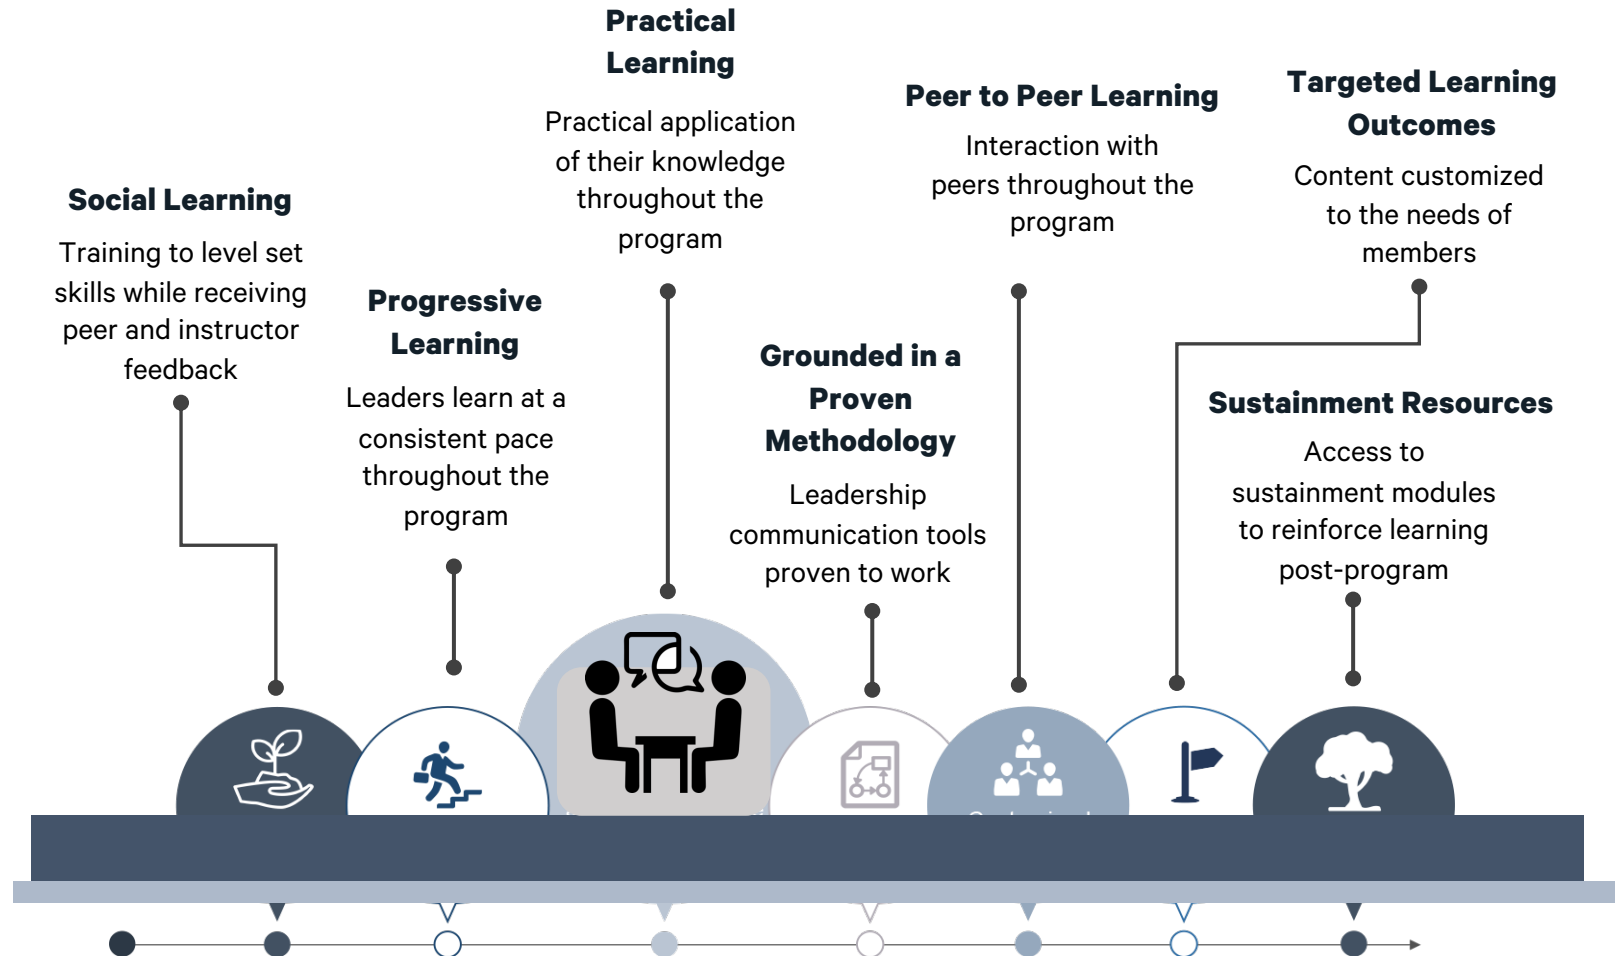 Social Learning
Training to level set
skills while receiving
peer and instructor
feedback
Progressive
Learning
Leaders learn at a
consistent pace
throughout the
program
Practical
Learning
Practical application
of their knowledge
throughout the
program
Grounded in a
Proven
Methodology
Leadership
communication tools
proven to work
Peer to Peer Learning
Interaction with
peers throughout the
program
Targeted Learning
Outcomes
Content customized
to the needs of
members
Sustainment Resources
Access to
sustainment modules
to reinforce learning
post-program